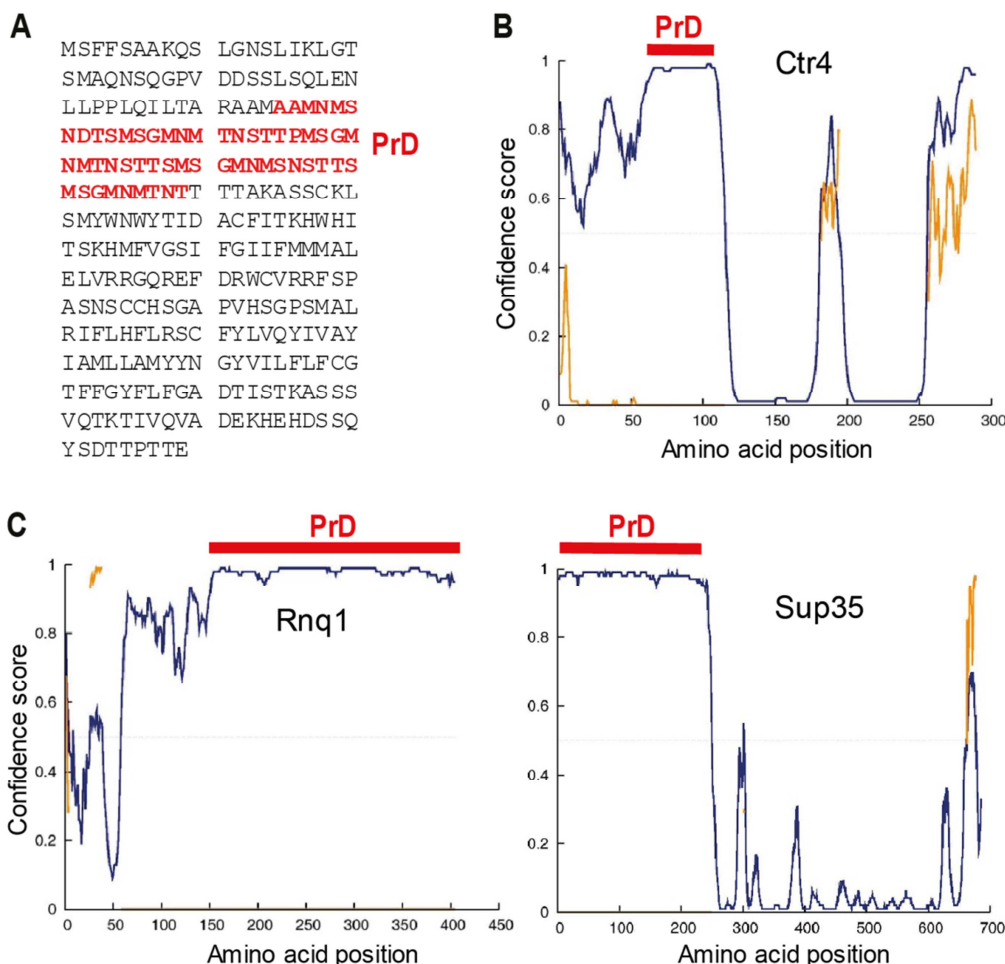 A
MSFFSAAKQS LGNSLIKLGT
SMAQNSQGPV DDSSLSQLEN
LLPPLQILTA RAAMAAMNMS
NDTSMSGMNM TNSTTPMSGM
NMTNSTTSMS GMNMSNSTTS
MSGMNMTNTT TTAKASSCKL
SMYWNWYTID ACFITKHWHI
TSKHMFVGSI FGIIFMMMAL
ELVRRGQREF DRWCVRRFSP
ASNSCCHSGA PVHSGPSMAL
RIFLHFLRSC FYLVQYIVAY
IAMLLAMYYN GYVILFLFCG
TFFGYFLFGA DTISTKASSS
VQTKTIVQVA DEKHEHDSSQ
YSDTTPTTE
PrD
B
PrD
Ctr4
Confidence score
1
0.8
0.6
0.4
0.2
0
0 50 100 150 200 250 300
Amino acid position
C
PrD
Rnq1
Confidence score
1
0.8
0.6
0.4
0.2
0
0 50 100 150 200 250 300 350 400 450
Amino acid position
PrD
Sup35
Confidence score
1
0.8
0.6
0.4
0.2
0
0 100 200 300 400 500 600 700
Amino acid position